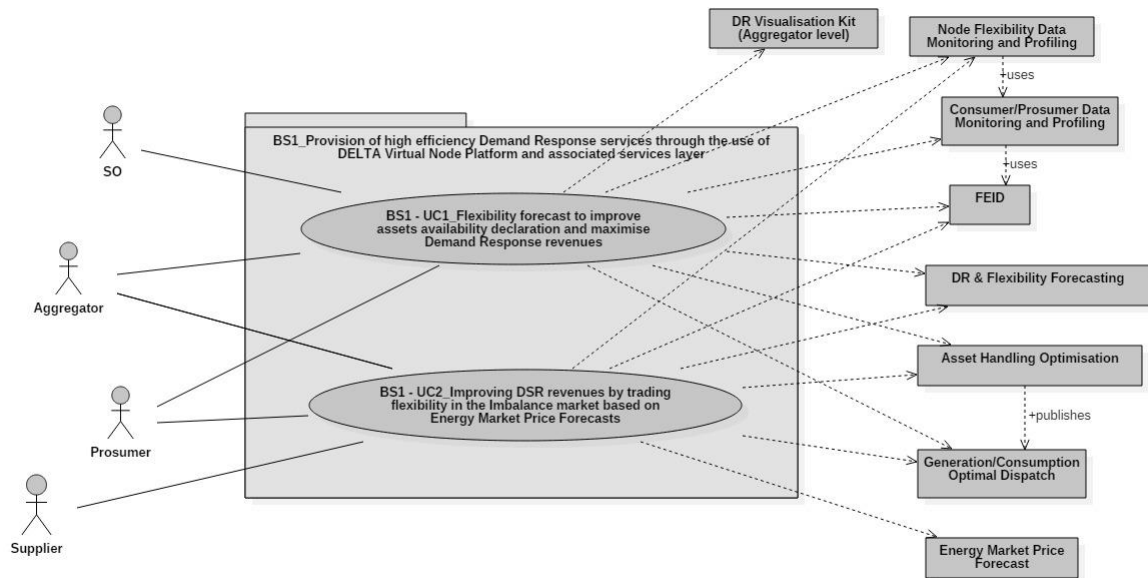 DR Visualisation Kit
(Aggregator level)
Node Flexibility Data
Monitoring and Profiling
+uses
Consumer/Prosumer Data
Monitoring and Profiling
+uses
FEID
DR & Flexibility Forecasting
Asset Handling Optimisation
+publishes
Generation/Consumption
Optimal Dispatch
Energy Market Price
Forecast
BS1_Provision of high efficiency Demand Response services through the use of
DELTA Virtual Node Platform and associated services layer
BS1 - UC1_Flexibility forecast to improve
assets availability declaration and maximise
Demand Response revenues
BS1 - UC2_Improving DSR revenues by trading
flexibility in the Imbalance market based on
Energy Market Price Forecasts
SO
Aggregator
Prosumer
Supplier